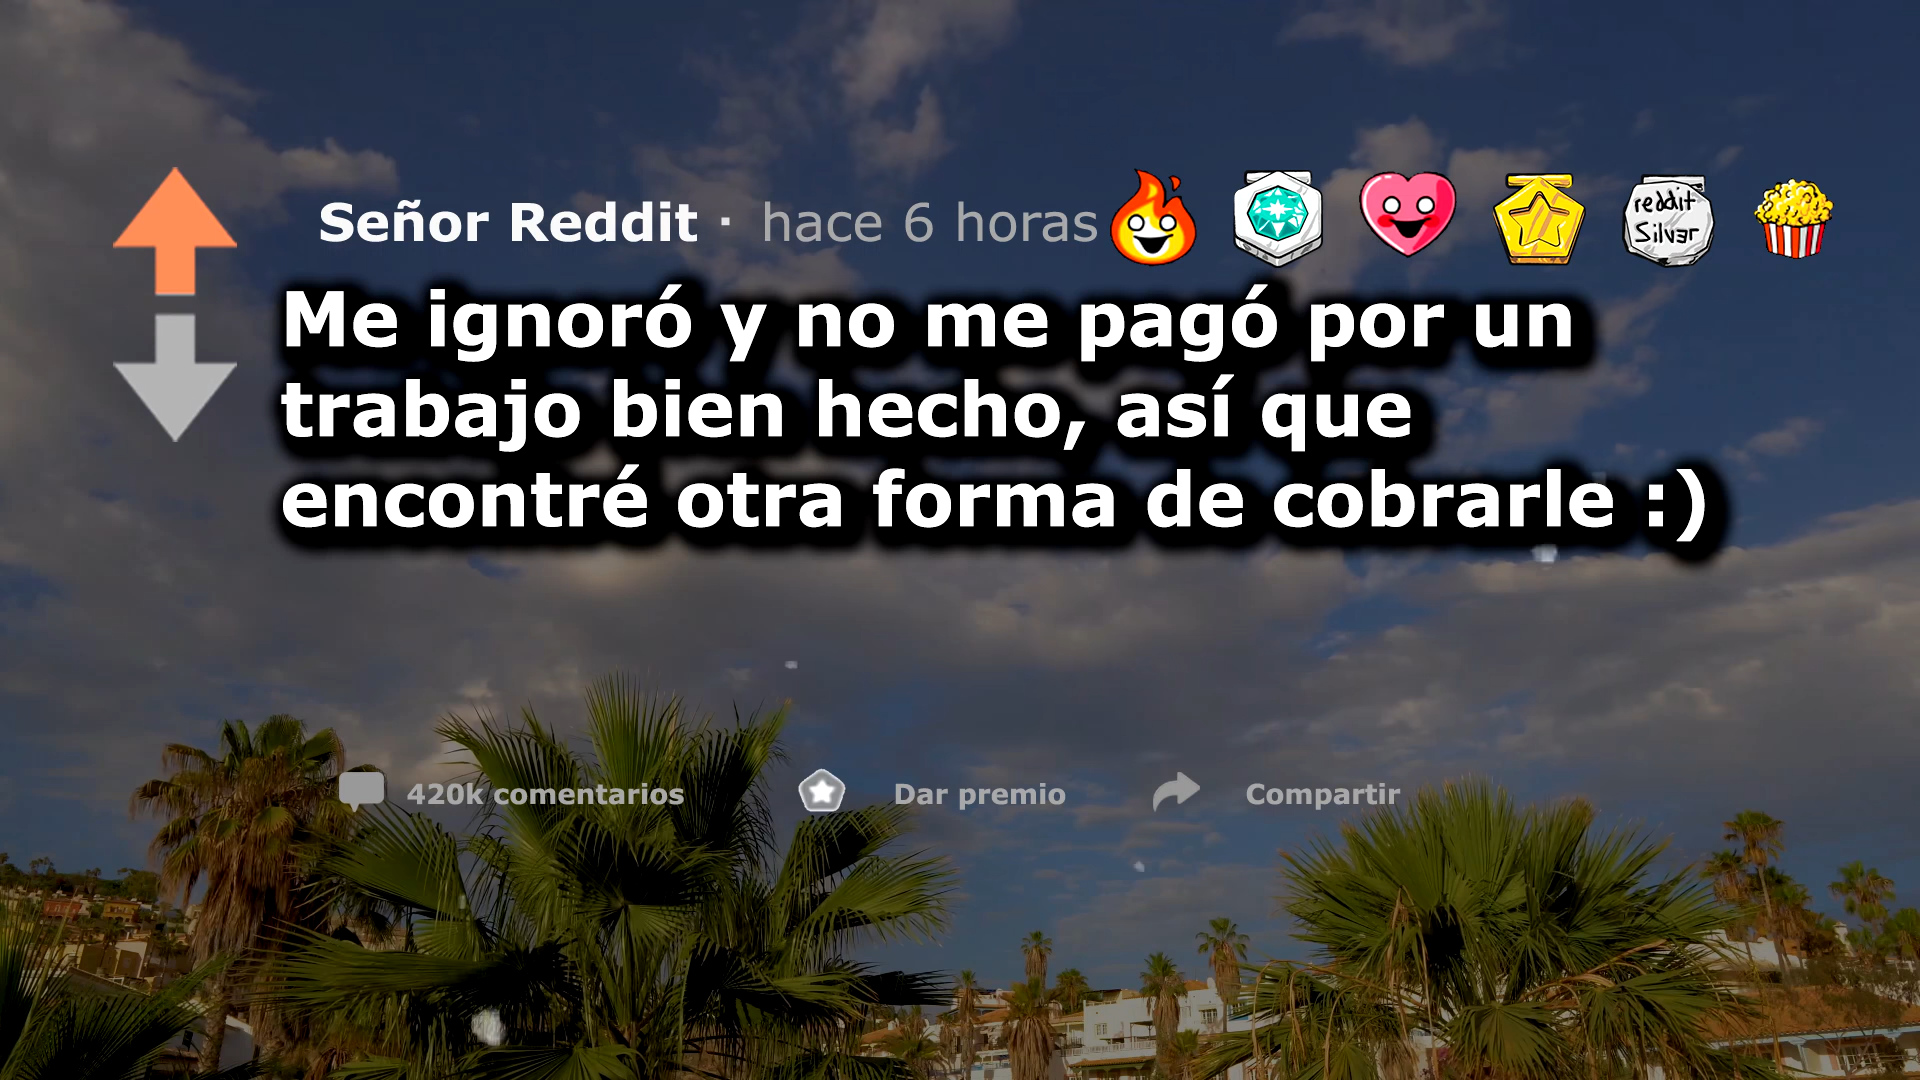 Señor Reddit · hace 6 horas
reddit
Silver
Me ignoró y no me pagó por un
trabajo bien hecho, así que
encontré otra forma de cobrarle :)
420k comentarios Dar premio Compartir